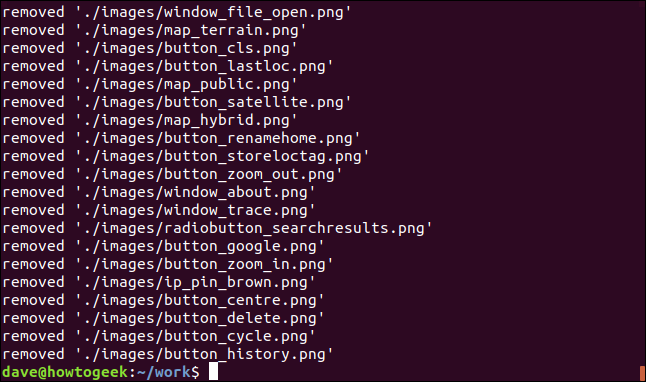 removed './images/window_file_open.png'
removed './images/map_terrain.png'
removed './images/button_cls.png'
removed './images/button_lastloc.png'
removed './images/map_public.png'
removed './images/button_satellite.png'
removed './images/map_hybrid.png'
removed './images/button_renamehome.png'
removed './images/button_storeloctag.png'
removed './images/button_zoom_out.png'
removed './images/window_about.png'
removed './images/window_trace.png'
removed './images/radiobutton_searchresults.png'
removed './images/button_google.png'
removed './images/button_zoom_in.png'
removed './images/ip_pin_brown.png'
removed './images/button_centre.png'
removed './images/button_delete.png'
removed './images/button_cycle.png'
removed './images/button_history.png'
dave@howtogeek:~/work$